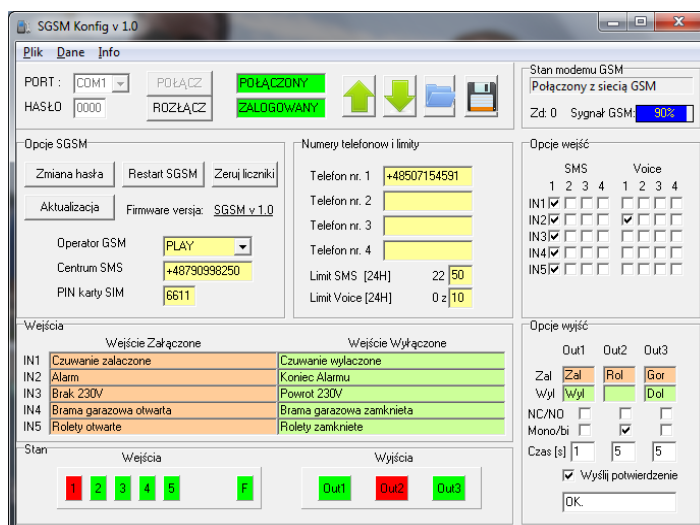 SGSM Konfig v 1.0
Plik Dane Info
PORT : COM1 POŁĄCZ POŁĄCZONY
HASŁO 0000 ROZŁĄCZ ZALOGOWANY
Stan modemu GSM
Połączony z siecią GSM
Zd: 0 Sygnał GSM: 90%
Opcje SGSM
Zmiana hasła Restart SGSM Zeruj liczniki
Aktualizacja Firmware versja: SGSM v 1.0
Operator GSM PLAY
Centrum SMS +48790998250
PIN karty SIM 6611
Numery telefonow i limity
Telefon nr. 1 +48507154591
Telefon nr. 2
Telefon nr. 3
Telefon nr. 4
Limit SMS [24H] 22 50
Limit Voice [24H] 0 z 10
Opcje wejść
SMS Voice
1 2 3 4 1 2 3 4
IN1
IN2
IN3
IN4
IN5
Wejścia
Wejście Załączone Wejście Wyłączone
IN1 Czuwanie zalaczone Czuwanie wylaczone
IN2 Alarm Koniec Alarmu
IN3 Brak 230V Powrot 230V
IN4 Brama garazowa otwarta Brama garazowa zamknieta
IN5 Rolety otwarte Rolety zamkniete
Opcje wyjść
Out1 Out2 Out3
Zal Zal Rol Gor
Wyl Wyl Dol
NC/NO
Mono/bi
Czas [s] 1 5 5
Wyślij potwierdzenie
OK.
Stan
Wejścia Wyjścia
1 2 3 4 5 F Out1 Out2 Out3